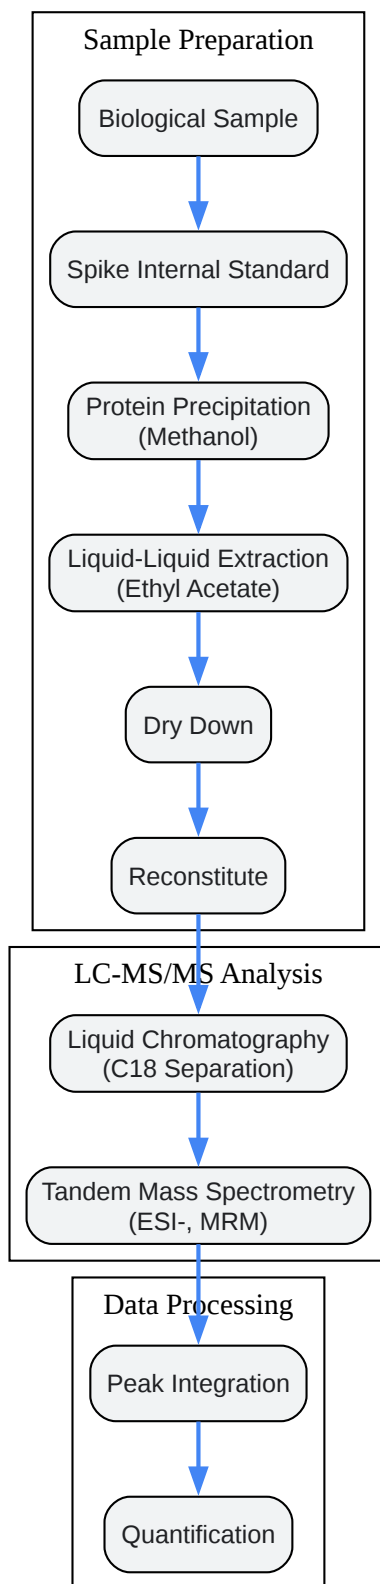 Sample Preparation
Biological Sample
Spike Internal Standard
Protein Precipitation
(Methanol)
Liquid-Liquid Extraction
(Ethyl Acetate)
Dry Down
Reconstitute
LC-MS/MS Analysis
Liquid Chromatography
(C18 Separation)
Tandem Mass Spectrometry
(ESI-, MRM)
Data Processing
Peak Integration
Quantification